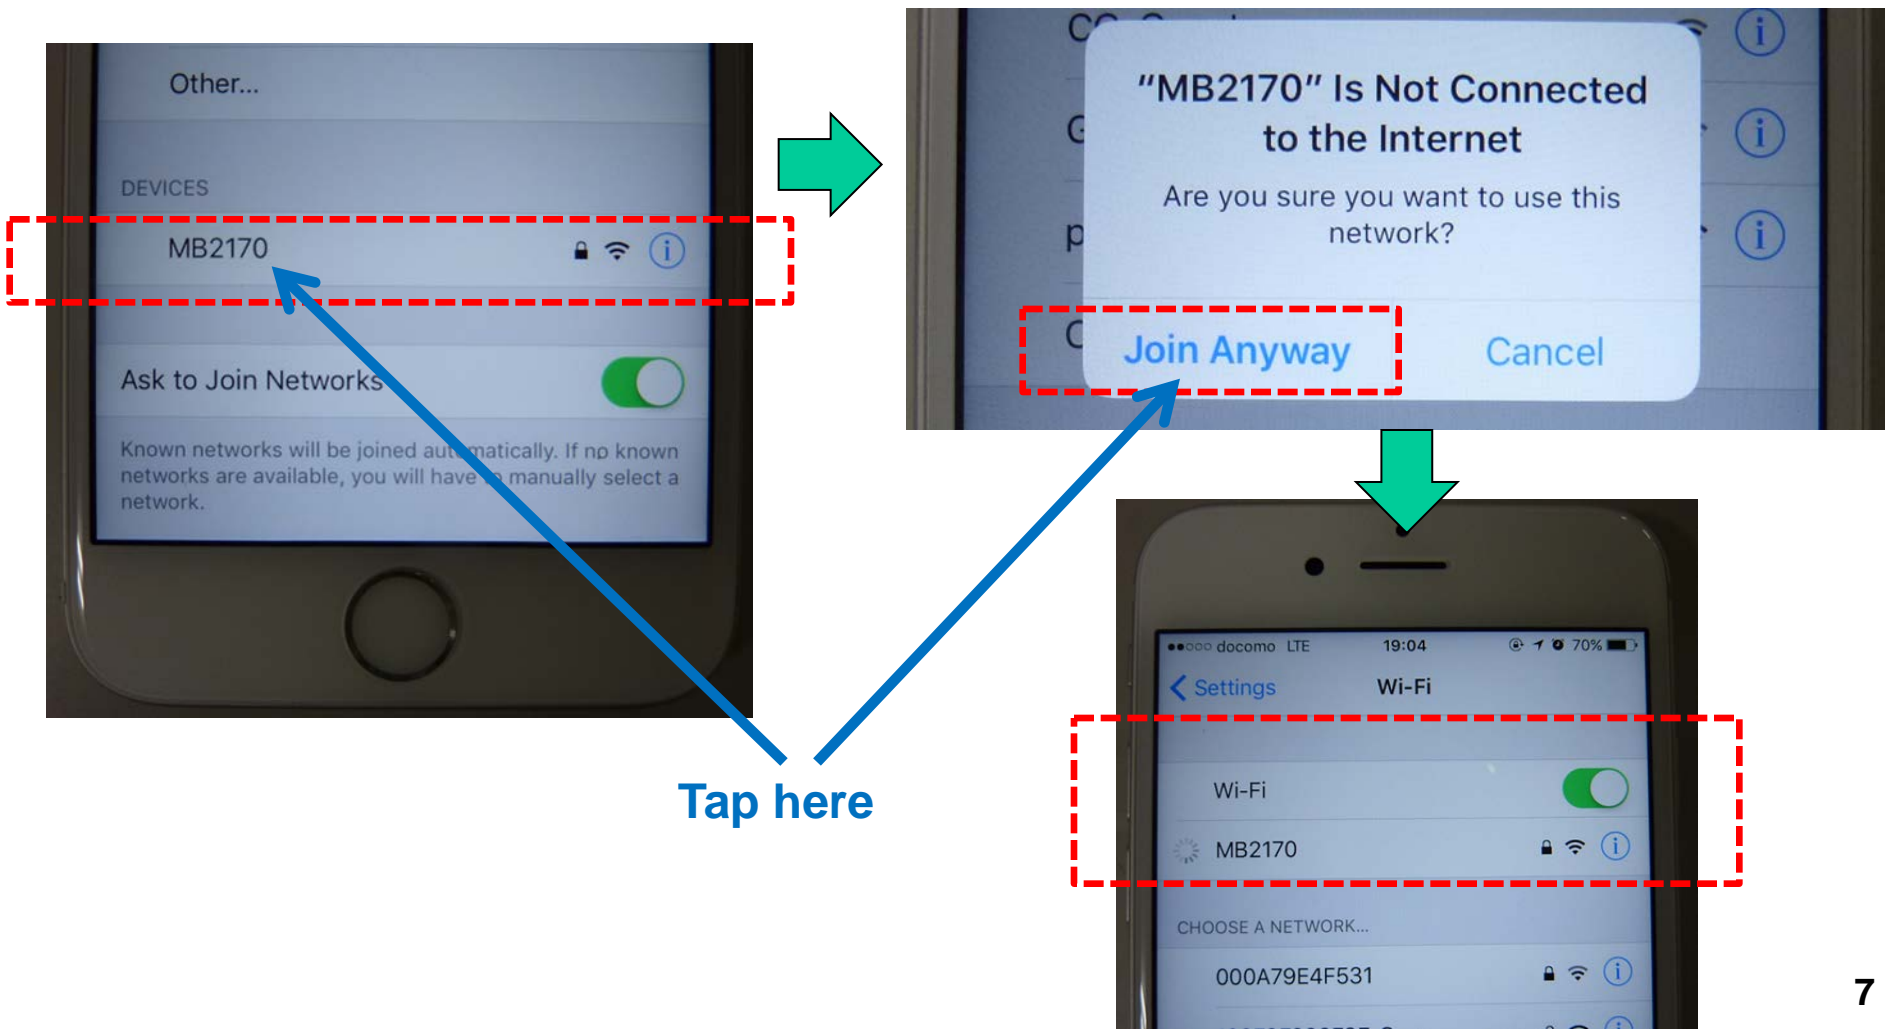 Other...
DEVICES
MB2170
Ask to Join Networks
Known networks will be joined automatically. If no known
networks are available, you will have to manually select a
network.
"MB2170" Is Not Connected
to the Internet
Are you sure you want to use this
network?
Join Anyway
Cancel
Tap here
docomo LTE 19:04 70%
Settings
Wi-Fi
Wi-Fi
MB2170
CHOOSE A NETWORK...
000A79E4F531
7